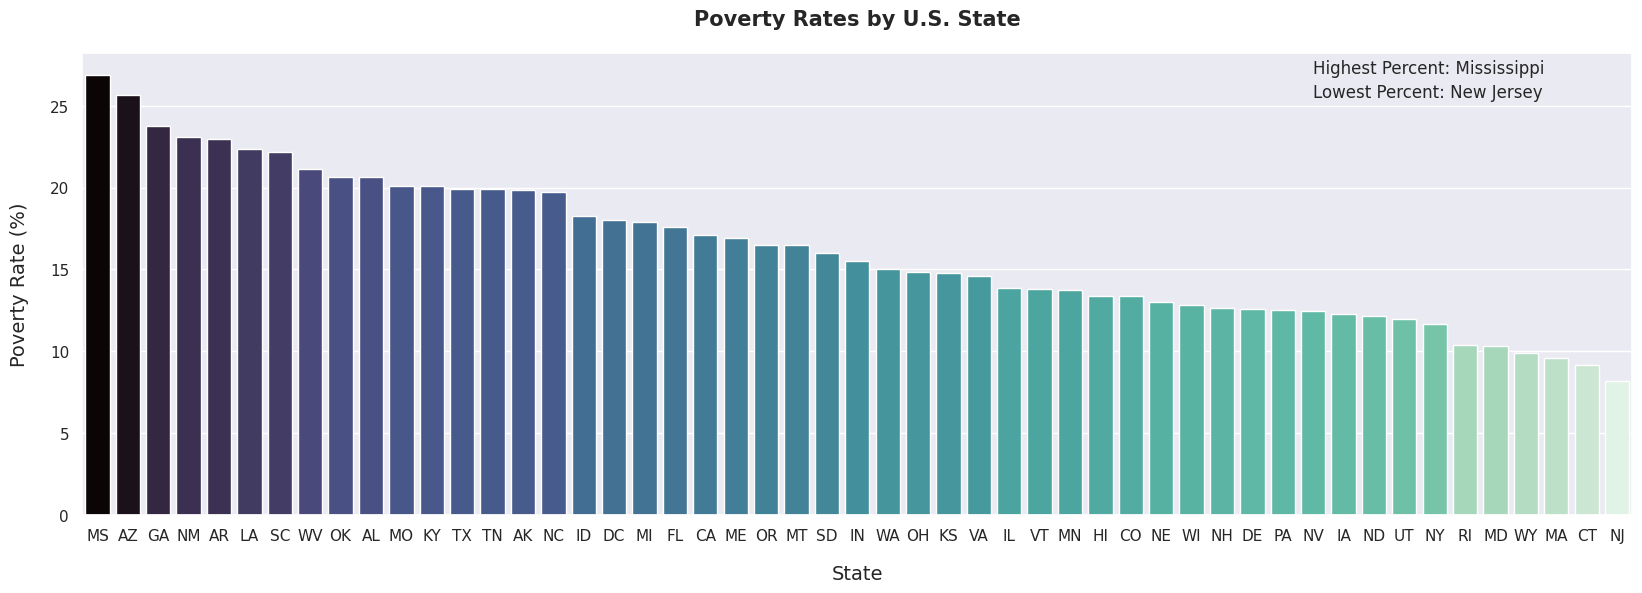 Poverty Rates by U.S. State
Highest Percent: Mississippi
Lowest Percent: New Jersey
Poverty Rate (%)
25
20
15
10
5
0
MS AZ GA NM AR LA SC WV OK AL MO KY TX TN AK NC ID DC MI FL CA ME OR MT SD IN WA OH KS VA IL VT MN HI CO NE WI NH DE PA NV IA ND UT NY RI MD WY MA CT NJ
State